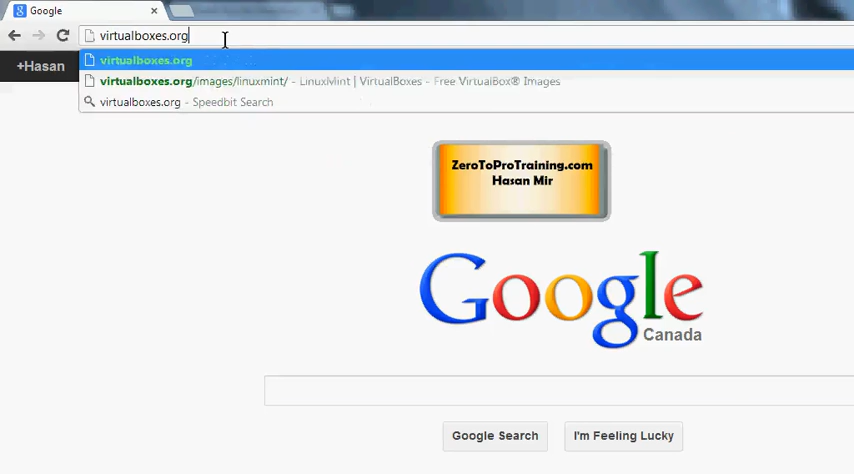 Google
virtualboxes.org
+Hasan
virtualboxes.org
virtualboxes.org/images/linuxmint/ - LinuxMint | VirtualBoxes - Free VirtualBox® Images
virtualboxes.org - Speedbit Search
ZeroToProTraining.com
Hasan Mir
Google
Canada
Google Search
I'm Feeling Lucky